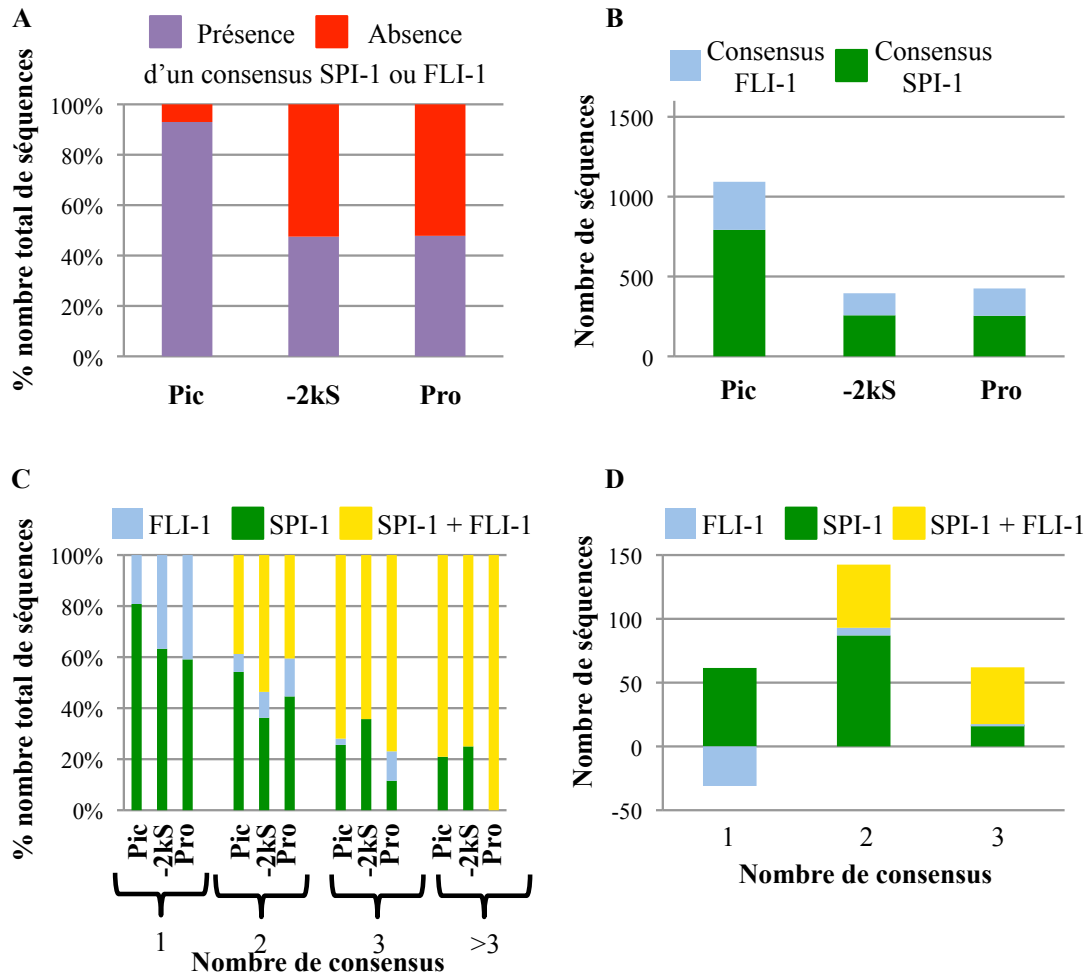 A
Présence Absence
d'un consensus SPI-1 ou FLI-1
% nombre total de séquences
100%
80%
60%
40%
20%
0%
Pic -2kS Pro
B
Consensus FLI-1
Consensus SPI-1
Nombre de séquences
1500
1000
500
0
Pic -2kS Pro
C
FLI-1 SPI-1 SPI-1 + FLI-1
% nombre total de séquences
100%
80%
60%
40%
20%
0%
Pic -2kS Pro Pic -2kS Pro Pic -2kS Pro Pic -2kS Pro
1 2 3 >3
Nombre de consensus
D
FLI-1 SPI-1 SPI-1 + FLI-1
Nombre de séquences
150
100
50
0
-50
1 2 3
Nombre de consensus